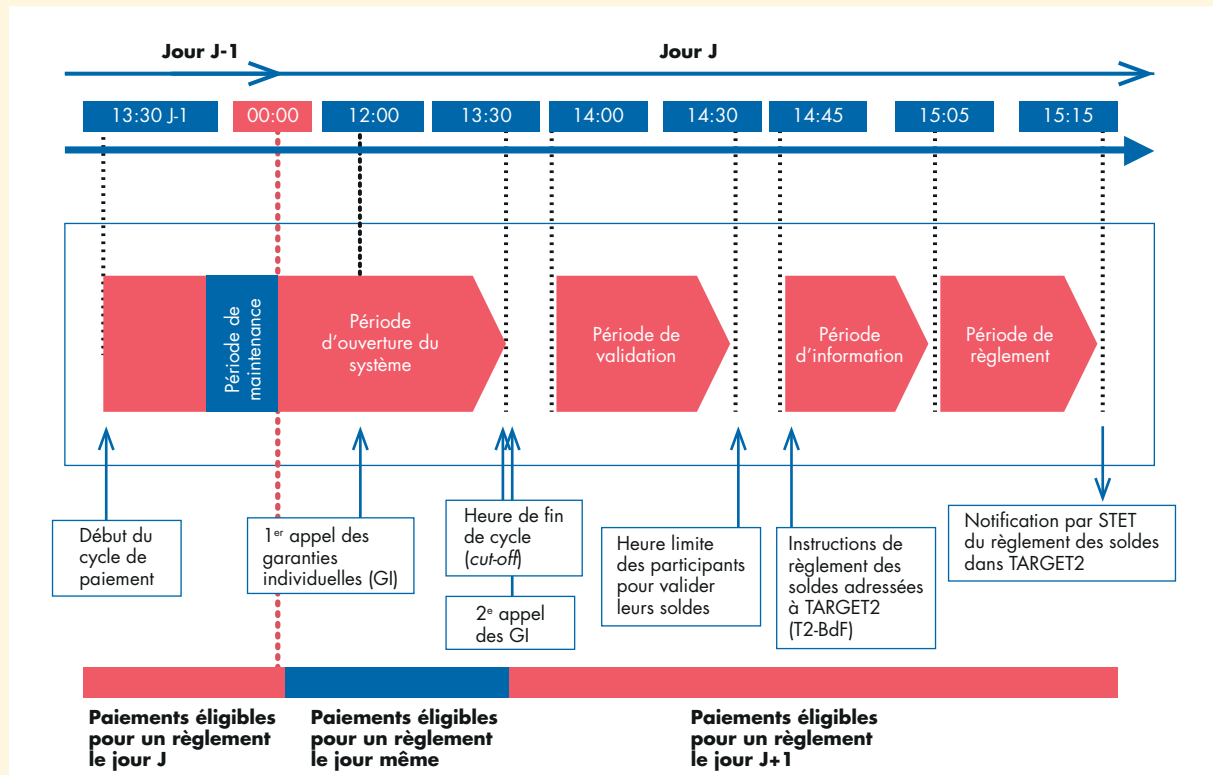 Jour J-1
Jour J
13:30 J-1
00:00
12:00
13:30
14:00
14:30
14:45
15:05
15:15
Période de
maintenance
Période
d'ouverture du
système
Période de
validation
Période
d'information
Période de
règlement
Début du
cycle de
paiement
1er appel des
garanties
individuelles (GI)
Heure de fin
de cycle
(cut-off)
2e appel
des GI
Heure limite
des participants
pour valider
leurs soldes
Instructions de
règlement des
soldes adressées
à TARGET2
(T2-BdF)
Notification par STET
du règlement des soldes
dans TARGET2
Paiements éligibles
pour un règlement
le jour J
Paiements éligibles
pour un règlement
le jour même
Paiements éligibles
pour un règlement
le jour J+1